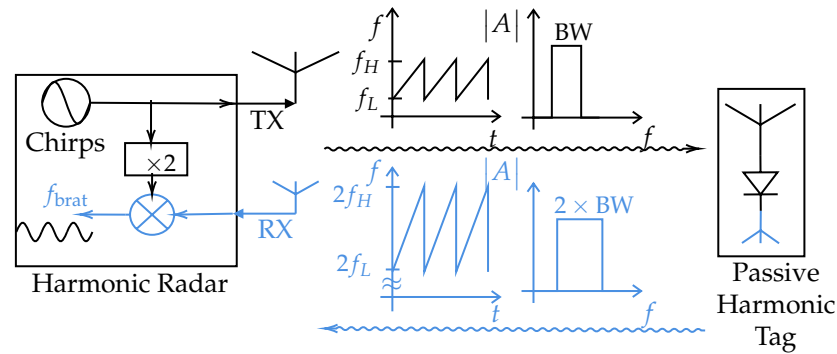 Chirps
×2
f_brat
TX
RX
Harmonic Radar
f
f_H
f_L
t
|A|
BW
f
f
2f_H
2f_L
≈
t
|A|
2 × BW
f
Passive
Harmonic
Tag